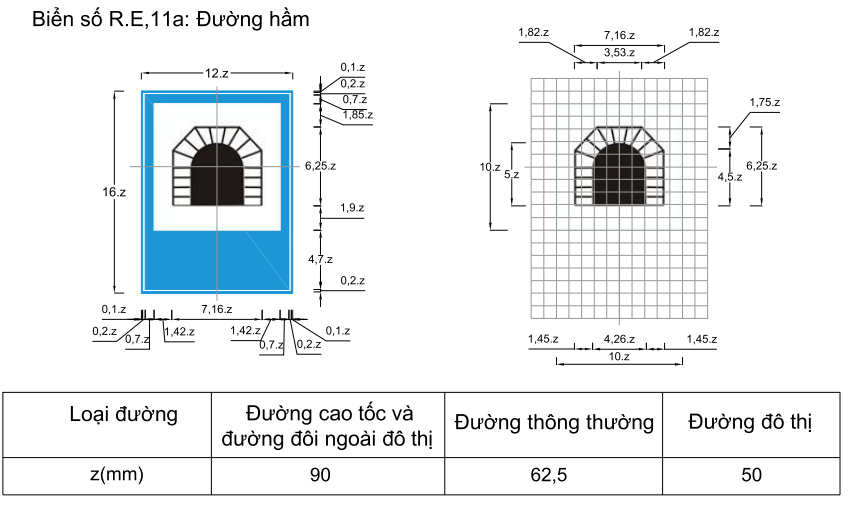 Biển số R.E,11a: Đường hầm
12.z
0,1.z
0,2.z
0,7.z
1,85.z
16.z
6,25.z
1,9.z
4,7.z
0,2.z
0,1.z
7,16.z
0,2.z
0,7.z
1,42.z
1,42.z
0,7.z
0,2.z
0,1.z
1,82.z
7,16.z
1,82.z
3,53.z
1,75.z
10.z
5.z
4,5.z
6,25.z
1,45.z
4,26.z
1,45.z
10.z
Loại đường
Đường cao tốc và
đường đôi ngoài đô thị
Đường thông thường
Đường đô thị
z(mm)
90
62,5
50